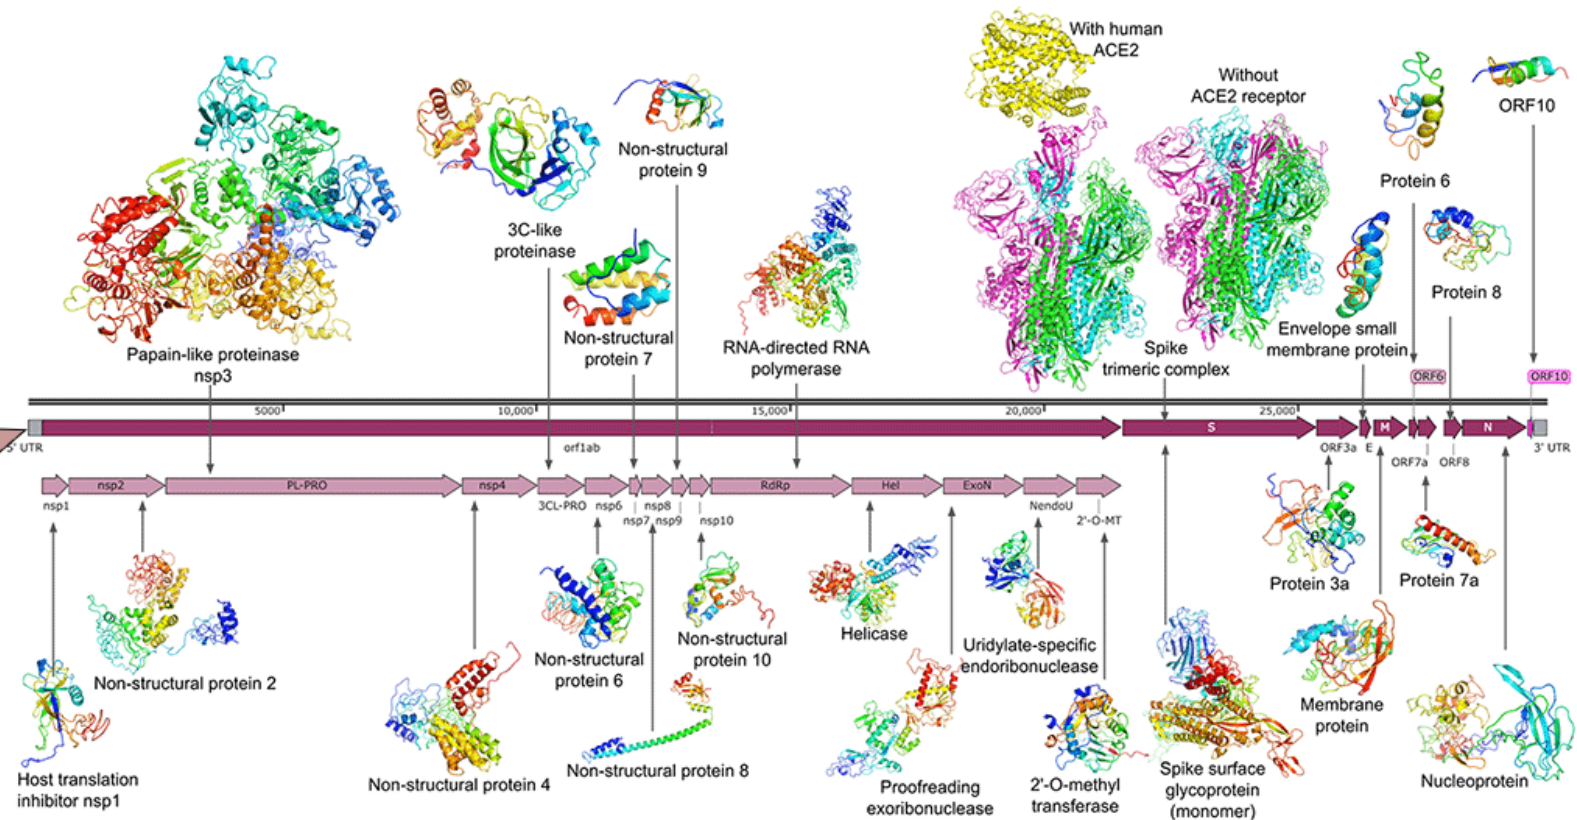 With human
ACE2
Without
ACE2 receptor
ORF10
Non-structural
protein 9
Protein 6
3C-like
proteinase
Protein 8
Non-structural
protein 7
Envelope small
membrane protein
Papain-like proteinase
nsp3
RNA-directed RNA
polymerase
Spike
trimeric complex
ORF6
ORF10
5000
10,000
15,000
20,000
25,000
S
M
N
5' UTR
orf1ab
ORF3a
E
ORF7a
ORF8
3' UTR
nsp2
PL-PRO
nsp4
RdRp
Hel
ExoN
nsp1
3CL-PRO
nsp6
nsp7
nsp8
nsp9
nsp10
NendoU
2'-O-MT
Protein 3a
Protein 7a
Non-structural protein 2
Non-structural
protein 6
Non-structural
protein 10
Helicase
Uridylate-specific
endoribonuclease
Membrane
protein
Host translation
inhibitor nsp1
Non-structural protein 4
Non-structural protein 8
Proofreading
exoribonuclease
2'-O-methyl
transferase
Spike surface
glycoprotein
(monomer)
Nucleoprotein